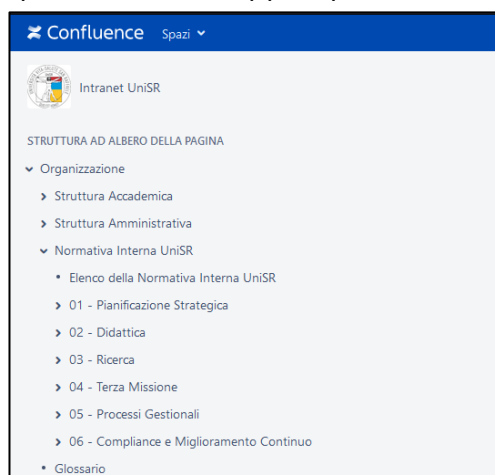 Confluence Spazi
Intranet UniSR
STRUTTURA AD ALBERO DELLA PAGINA
Organizzazione
Struttura Accademica
Struttura Amministrativa
Normativa Interna UniSR
• Elenco della Normativa Interna UniSR
01 - Pianificazione Strategica
02 - Didattica
03 - Ricerca
04 - Terza Missione
05 - Processi Gestionali
06 - Compliance e Miglioramento Continuo
• Glossario